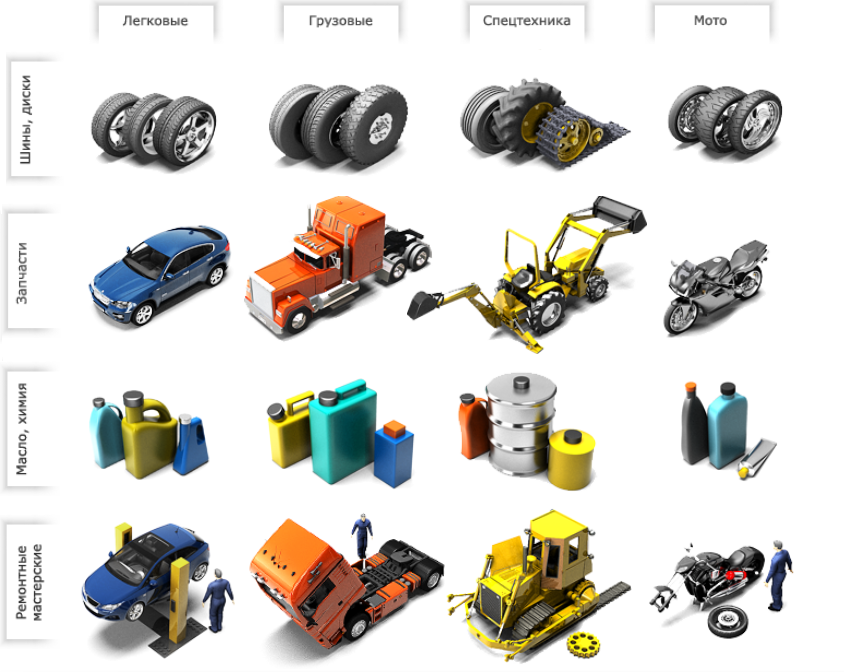 Легковые
Грузовые
Спецтехника
Мото
Шины, диски
Запчасти
Масло, химия
Ремонтные
мастерские